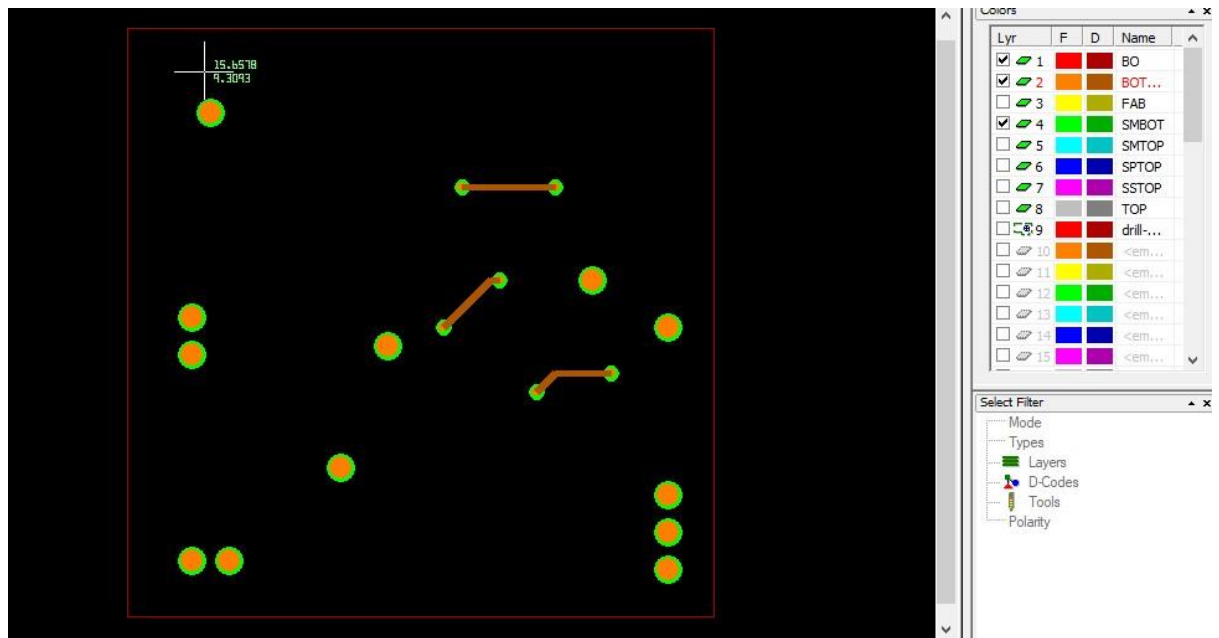 15.6578
9.3093
Colors
Lyr F D Name
1 BO
2 BOT...
3 FAB
4 SMBOT
5 SMTOP
6 SPTOP
7 SSTOP
8 TOP
9 drill-...
10 <em...
11 <em...
12 <em...
13 <em...
14 <em...
15 <em...
Select Filter
Mode
Types
Layers
D-Codes
Tools
Polarity